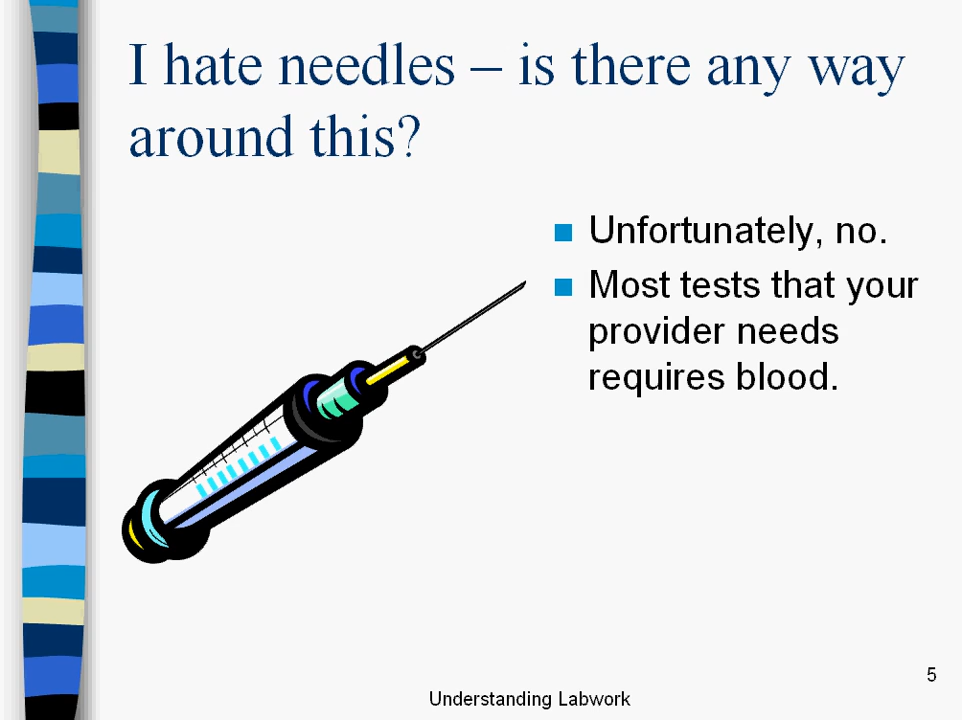 I hate needles – is there any way
around this?
Unfortunately, no.
Most tests that your
provider needs
requires blood.
5
Understanding Labwork